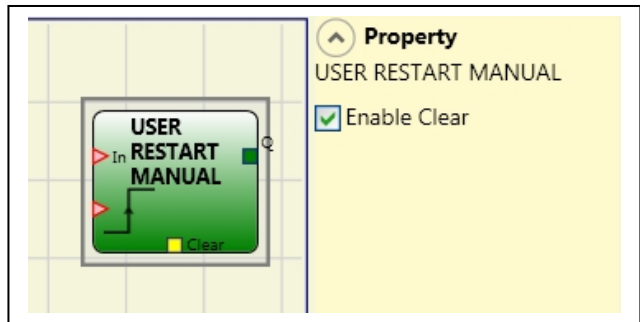 USER
In RESTART
MANUAL
Q
Clear
Property
USER RESTART MANUAL
Enable Clear